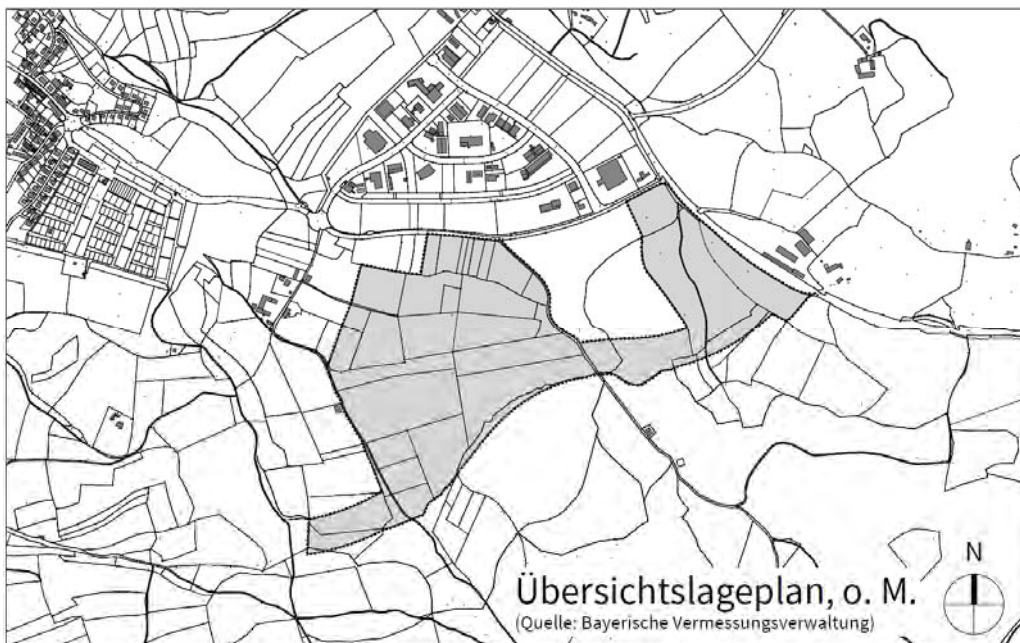 N
Übersichtslageplan, o. M.
(Quelle: Bayerische Vermessungsverwaltung)